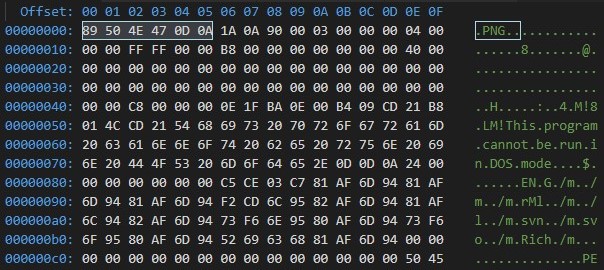 Offset: 00 01 02 03 04 05 06 07 08 09 0A 0B 0C 0D 0E 0F
00000000: 89 50 4E 47 0D 0A 1A 0A 90 00 03 00 00 00 04 00 .PNG............
00000010: 00 00 FF FF 00 00 B8 00 00 00 00 00 00 00 40 00 ......8.......@.
00000020: 00 00 00 00 00 00 00 00 00 00 00 00 00 00 00 00 ................
00000030: 00 00 00 00 00 00 00 00 00 00 00 00 00 00 00 00 ................
00000040: 00 00 C8 00 00 00 0E 1F BA 0E 00 B4 09 CD 21 B8 ..H.....:..4.M!8
00000050: 01 4C CD 21 54 68 69 73 20 70 72 6F 67 72 61 6D .LM!This.program
00000060: 20 63 61 6E 6E 6F 74 20 62 65 20 72 75 6E 20 69 .cannot.be.run.i
00000070: 6E 20 44 4F 53 20 6D 6F 64 65 2E 0D 0D 0A 24 00 n.DOS.mode....$.
00000080: 00 00 00 00 00 00 C5 CE 03 C7 81 AF 6D 94 81 AF ......EN.G./m../
00000090: 6D 94 81 AF 6D 94 F2 CD 6C 95 82 AF 6D 94 81 AF m../m.rMl./m../
000000a0: 6C 94 82 AF 6D 94 73 F6 6E 95 80 AF 6D 94 73 F6 l../m.svn../m.sv
000000b0: 6F 95 80 AF 6D 94 52 69 63 68 81 AF 6D 94 00 00 o../m.Rich./m...
000000c0: 00 00 00 00 00 00 00 00 00 00 00 00 00 00 50 45 ..............PE